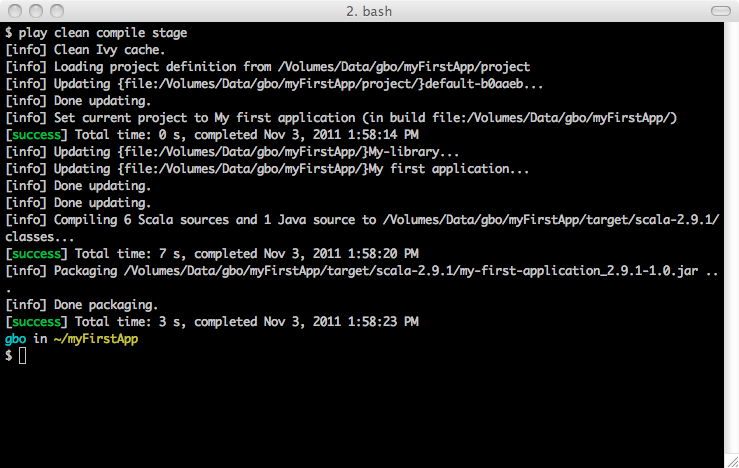 2. bash
$ play clean compile stage
[info] Clean Ivy cache.
[info] Loading project definition from /Volumes/Data/gbo/myFirstApp/project
[info] Updating {file:/Volumes/Data/gbo/myFirstApp/project/}default-b0aaeb...
[info] Done updating.
[info] Set current project to My first application (in build file:/Volumes/Data/gbo/myFirstApp/)
[success] Total time: 0 s, completed Nov 3, 2011 1:58:14 PM
[info] Updating {file:/Volumes/Data/gbo/myFirstApp/}My-library...
[info] Updating {file:/Volumes/Data/gbo/myFirstApp/}My first application...
[info] Done updating.
[info] Done updating.
[info] Compiling 6 Scala sources and 1 Java source to /Volumes/Data/gbo/myFirstApp/target/scala-2.9.1/
classes...
[success] Total time: 7 s, completed Nov 3, 2011 1:58:20 PM
[info] Packaging /Volumes/Data/gbo/myFirstApp/target/scala-2.9.1/my-first-application_2.9.1-1.0.jar ..
.
[info] Done packaging.
[success] Total time: 3 s, completed Nov 3, 2011 1:58:23 PM
gbo in ~/myFirstApp
$